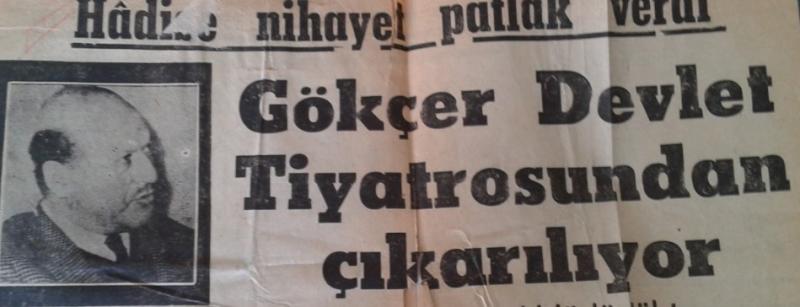 Hâdise nihayet patlak verdi
Gökçer Devlet
Tiyatrosundan
çıkarılıyor